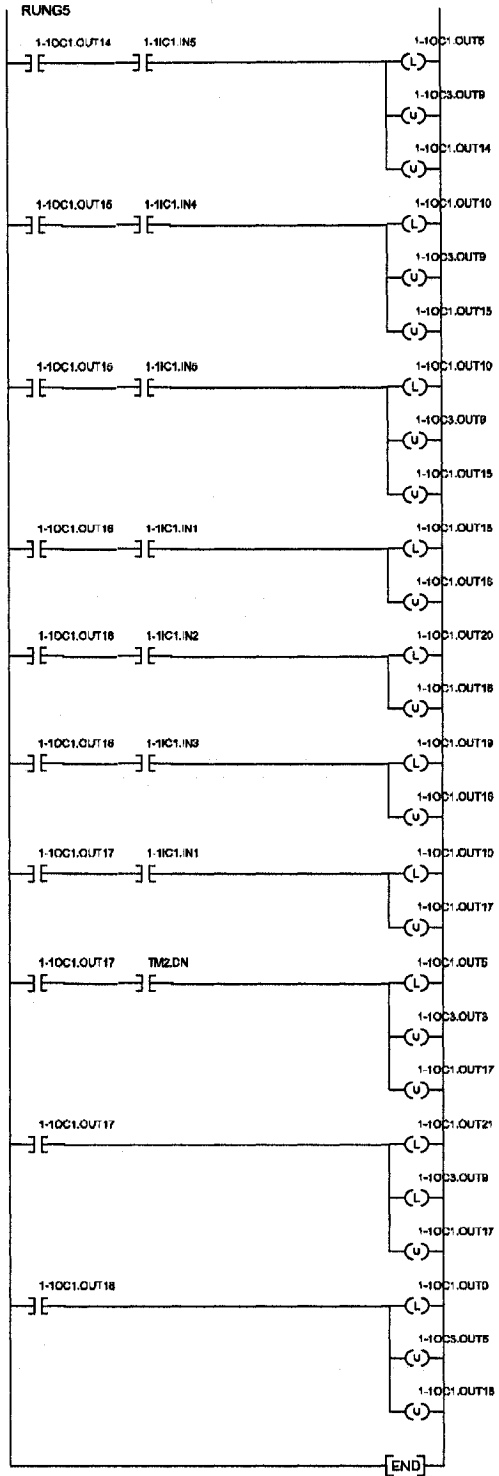 RUNG5
1-1OC1.OUT14 1-1IC1.IN5 1-1OC1.OUT5
(L)
1-1OC3.OUT9
(U)
1-1OC1.OUT14
(U)
1-1OC1.OUT15 1-1IC1.IN4 1-1OC1.OUT10
(L)
1-1OC3.OUT9
(U)
1-1OC1.OUT15
(U)
1-1OC1.OUT15 1-1IC1.IN5 1-1OC1.OUT10
(L)
1-1OC3.OUT9
(U)
1-1OC1.OUT15
(U)
1-1OC1.OUT16 1-1IC1.IN1 1-1OC1.OUT15
(L)
1-1OC1.OUT16
(U)
1-1OC1.OUT16 1-1IC1.IN2 1-1OC1.OUT20
(L)
1-1OC1.OUT16
(U)
1-1OC1.OUT16 1-1IC1.IN3 1-1OC1.OUT19
(L)
1-1OC1.OUT16
(U)
1-1OC1.OUT17 1-1IC1.IN1 1-1OC1.OUT10
(L)
1-1OC1.OUT17
(U)
1-1OC1.OUT17 TM2.DN 1-1OC1.OUT5
(L)
1-1OC3.OUT3
(U)
1-1OC1.OUT17
(U)
1-1OC1.OUT17 1-1OC1.OUT21
(L)
1-1OC3.OUT9
(L)
1-1OC1.OUT17
(U)
1-1OC1.OUT18 1-1OC1.OUT0
(L)
1-1OC3.OUT5
(U)
1-1OC1.OUT18
(U)
[END]